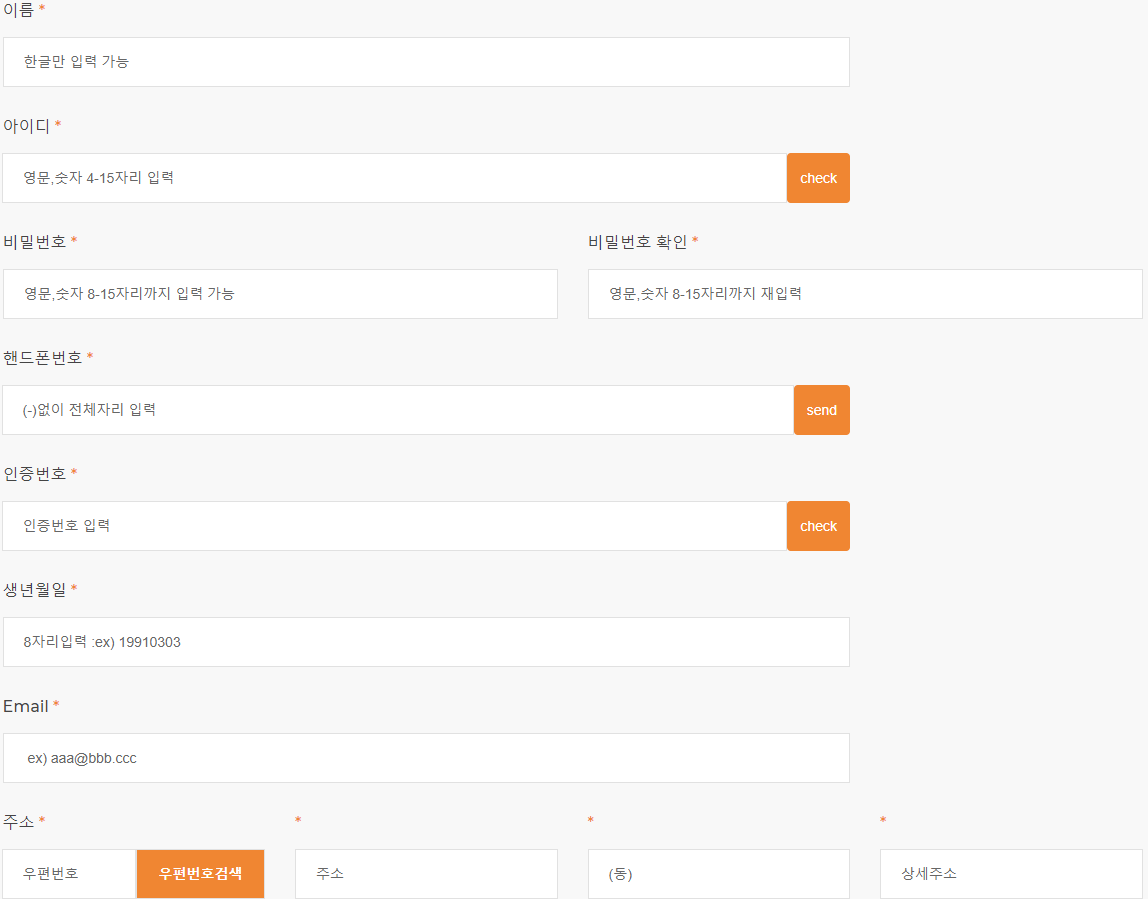 이름 *
한글만 입력 가능
아이디 *
영문,숫자 4-15자리 입력
check
비밀번호 *
비밀번호 확인 *
영문,숫자 8-15자리까지 입력 가능
영문,숫자 8-15자리까지 재입력
핸드폰번호 *
(-)없이 전체자리 입력
send
인증번호 *
인증번호 입력
check
생년월일 *
8자리입력 :ex) 19910303
Email *
ex) aaa@bbb.ccc
주소 *
*
*
*
우편번호
우편번호검색
주소
(동)
상세주소